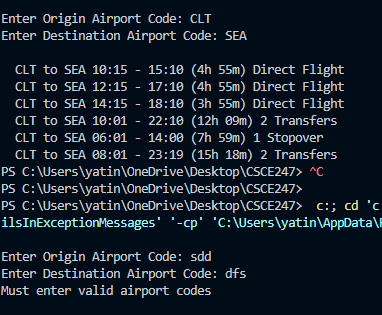 Enter Origin Airport Code: CLT
Enter Destination Airport Code: SEA
CLT to SEA 10:15 - 15:10 (4h 55m) Direct Flight
CLT to SEA 12:15 - 17:10 (4h 55m) Direct Flight
CLT to SEA 14:15 - 18:10 (3h 55m) Direct Flight
CLT to SEA 10:01 - 22:10 (12h 09m) 2 Transfers
CLT to SEA 06:01 - 14:00 (7h 59m) 1 Stopover
CLT to SEA 08:01 - 23:19 (15h 18m) 2 Transfers
PS C:\Users\yatin\OneDrive\Desktop\CSCE247> ^C
PS C:\Users\yatin\OneDrive\Desktop\CSCE247>
PS C:\Users\yatin\OneDrive\Desktop\CSCE247>  c:; cd 'c
ilsInExceptionMessages' '-cp' 'C:\Users\yatin\AppData\
Enter Origin Airport Code: sdd
Enter Destination Airport Code: dfs
Must enter valid airport codes